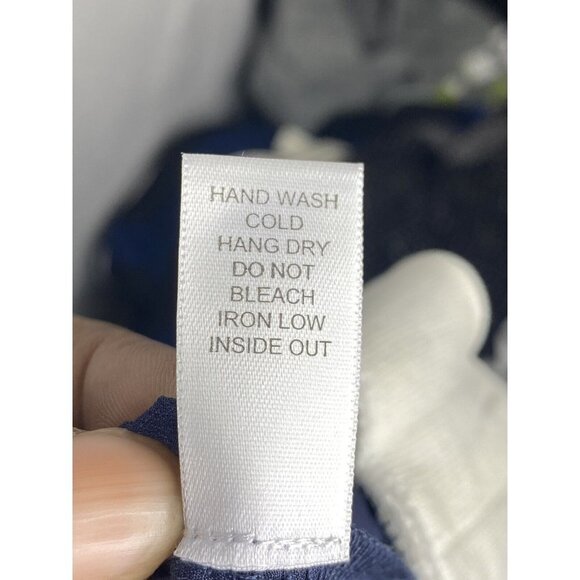 HAND WASH
COLD
HANG DRY
DO NOT
BLEACH
IRON LOW
INSIDE OUT